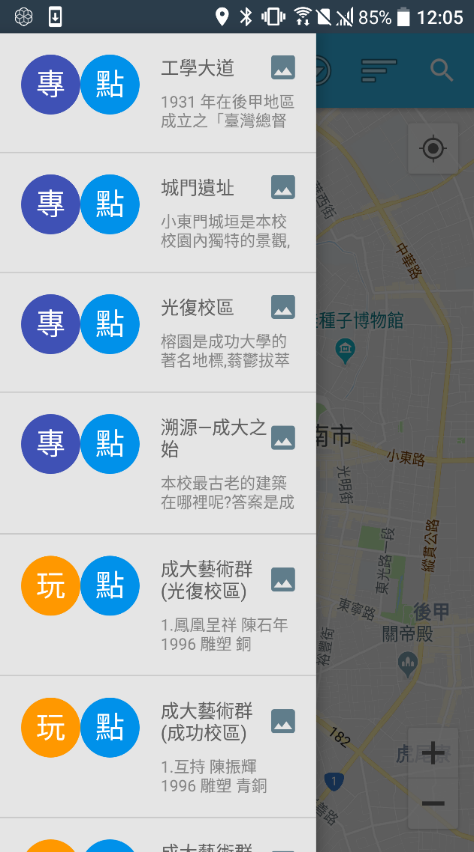 85% 12:05
專 點 工學大道
1931 年在後甲地區
成立之「臺灣總督
專 點 城門遺址
小東門城垣是本校
校園內獨特的景觀,
專 點 光復校區
榕園是成功大學的
著名地標,蓊鬱拔萃
專 點 溯源—成大之
始
本校最古老的建築
在哪裡呢?答案是成
玩 點 成大藝術群
(光復校區)
1.鳳凰呈祥 陳石年
1996 雕塑 銅
玩 點 成大藝術群
(成功校區)
1.互持 陳振輝
1996 雕塑 青銅
成大藝術群
西街
中華路
種子博物館
南市
小東路
光明街
縱貫公路
東光路一段
東寧路
後甲
關帝殿
裕豐街
182
虎尾寮
1
善路